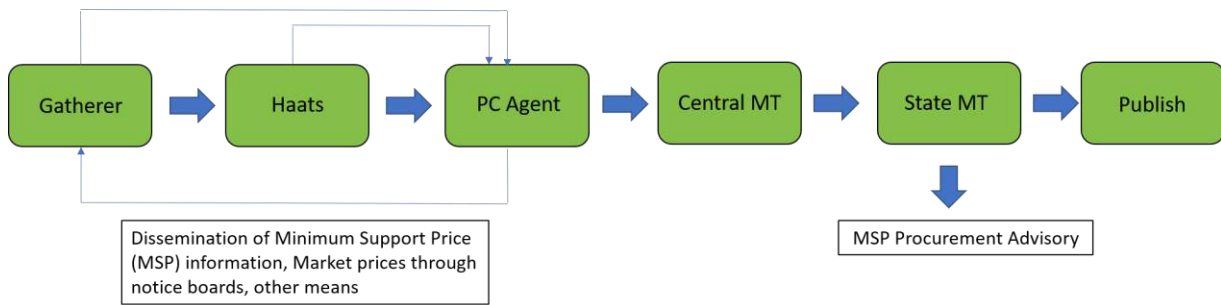 Gatherer
Haats
PC Agent
Central MT
State MT
Publish
Dissemination of Minimum Support Price
(MSP) information, Market prices through
notice boards, other means
MSP Procurement Advisory